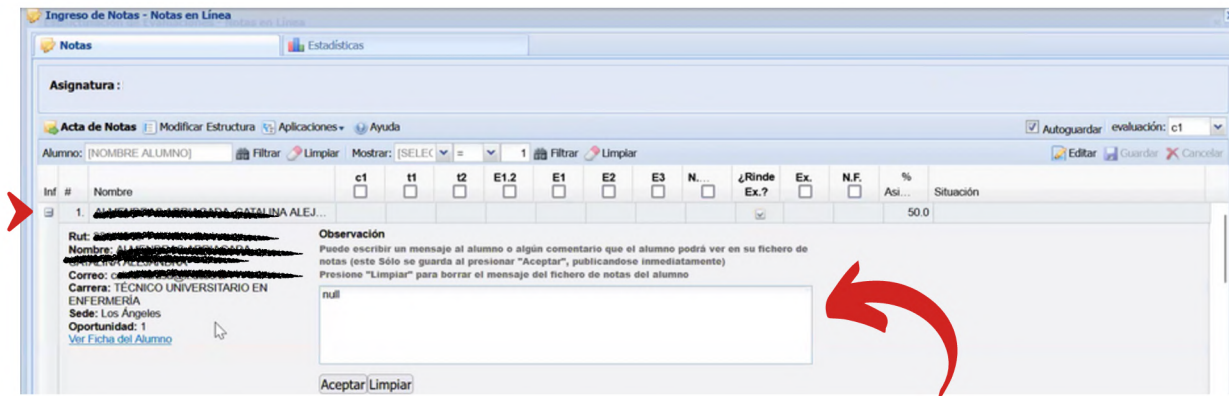 Ingreso de Notas - Notas en Línea
Notas
Estadísticas
Asignatura :
Acta de Notas Modificar Estructura Aplicaciones Ayuda Autoguardar evaluación: c1
Alumno: [NOMBRE ALUMNO] Filtrar Limpiar Mostrar: [SELEC = 1 Filtrar Limpiar Editar Guardar Cancelar
Inf # Nombre c1 t1 t2 E1.2 E1 E2 E3 N.... ¿Rinde Ex.? Ex. N.F. % Asi... Situación
1. ALEJ... 50.0
Rut:
Nombre:
Correo:
Carrera: TÉCNICO UNIVERSITARIO EN
ENFERMERÍA
Sede: Los Ángeles
Oportunidad: 1
Ver Ficha del Alumno
Observación
Puede escribir un mensaje al alumno o algún comentario que el alumno podrá ver en su fichero de
notas (este Sólo se guarda al presionar "Aceptar", publicandose inmediatamente)
Presione "Limpiar" para borrar el mensaje del fichero de notas del alumno
null
Aceptar Limpiar